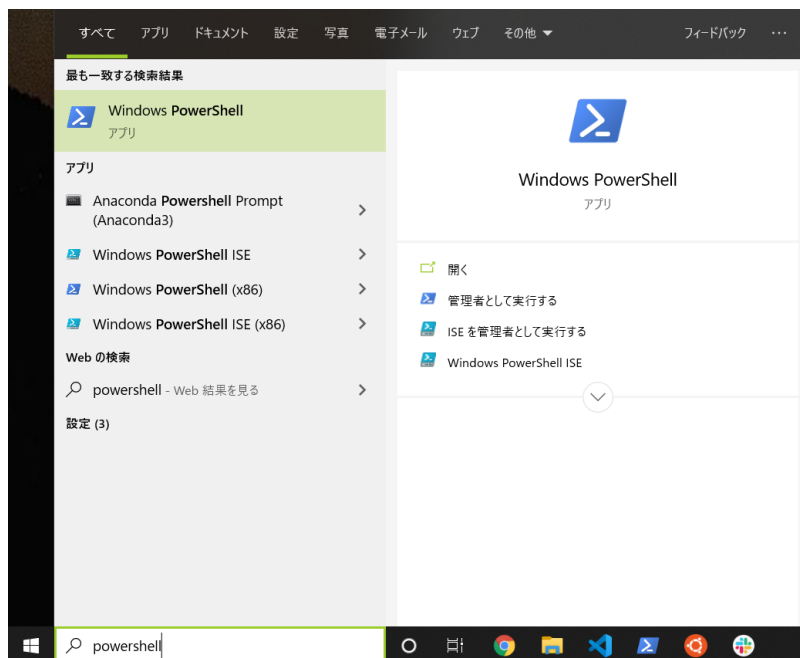 すべて アプリ ドキュメント 設定 写真 電子メール ウェブ その他 フィードバック ···
最も一致する検索結果
Windows PowerShell
アプリ
アプリ
Anaconda Powershell Prompt
(Anaconda3)
Windows PowerShell ISE
Windows PowerShell (x86)
Windows PowerShell ISE (x86)
Web の検索
powershell - Web 結果を見る
設定 (3)
Windows PowerShell
アプリ
開く
管理者として実行する
ISE を管理者として実行する
Windows PowerShell ISE
powershell